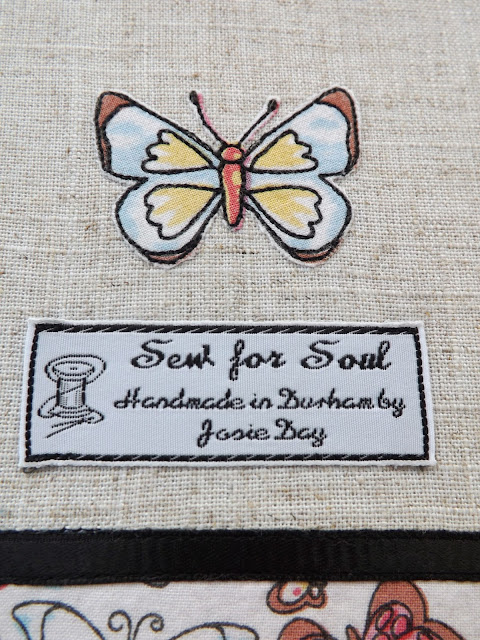 Sew for Soul
Handmade in Durham by
Josie Day